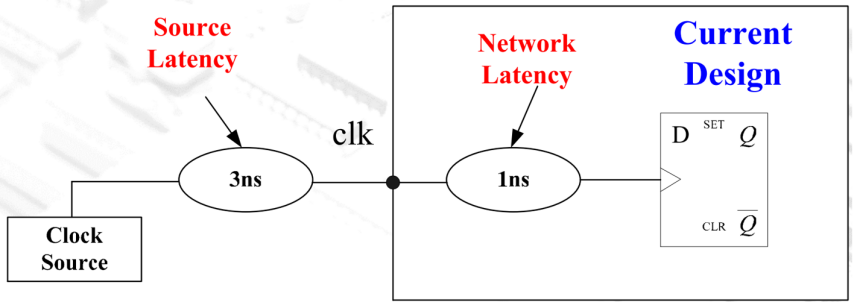 Source
Latency
Network
Latency
Current
Design
clk
3ns
1ns
D SET Q
CLR Q̅
Clock
Source